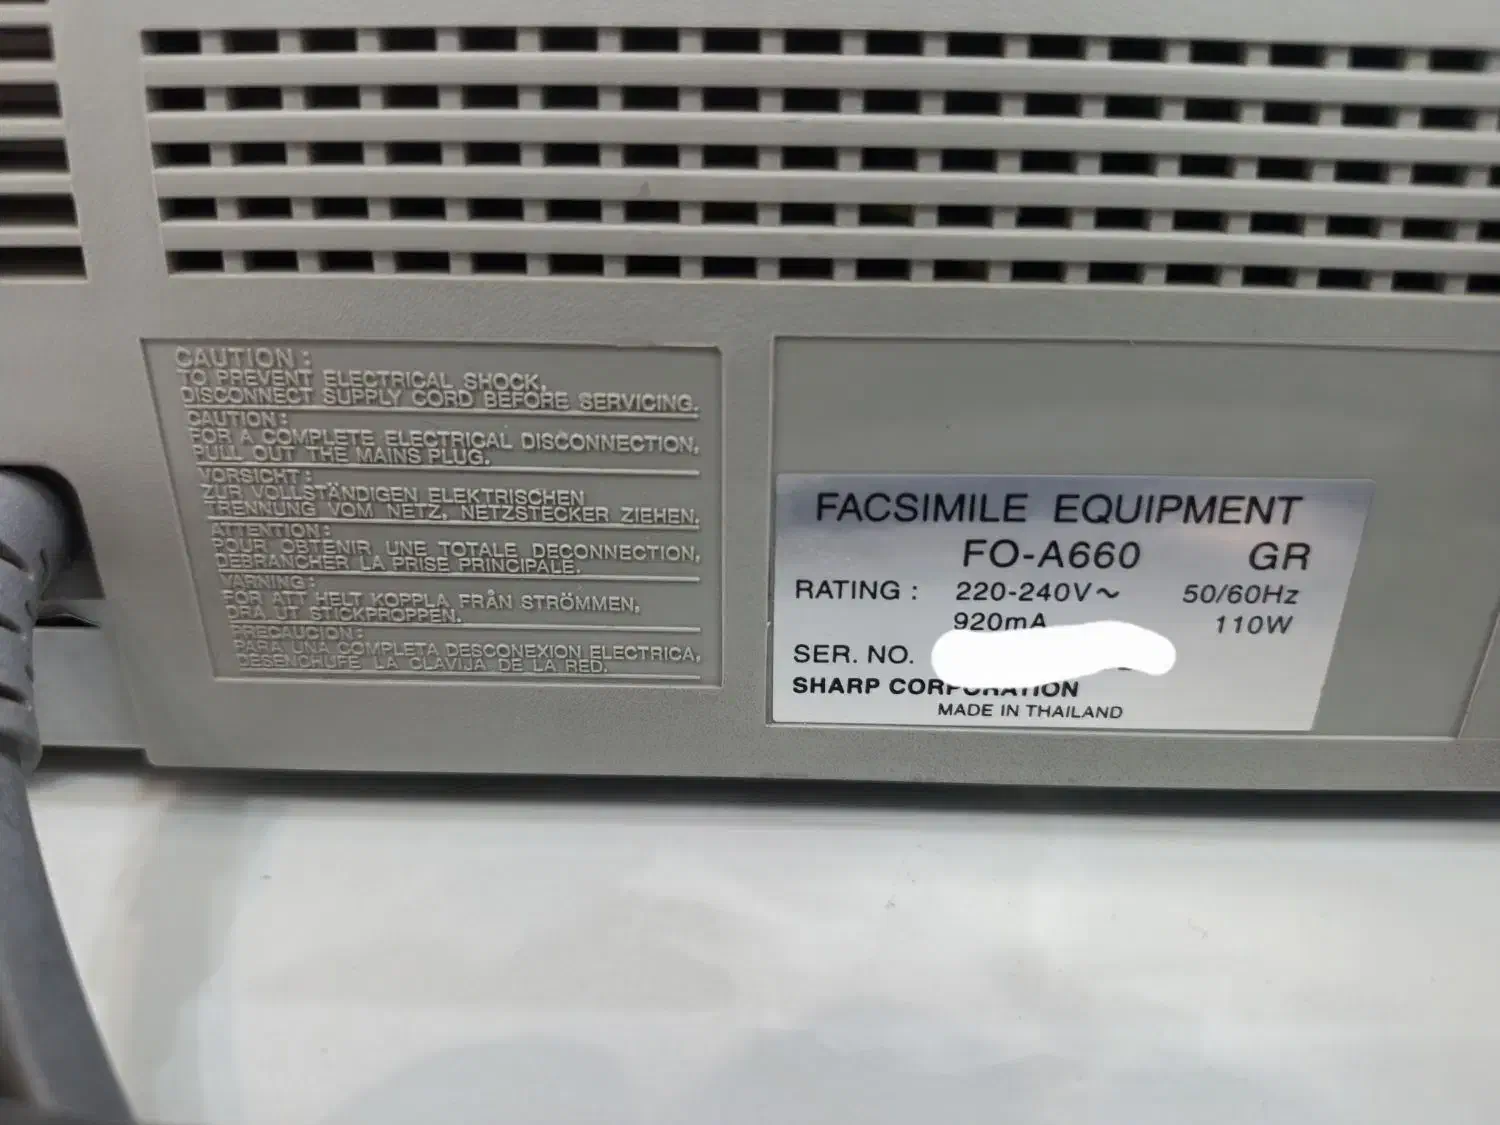 CAUTION:
TO PREVENT ELECTRICAL SHOCK,
DISCONNECT SUPPLY CORD BEFORE SERVICING.
CAUTION:
FOR A COMPLETE ELECTRICAL DISCONNECTION,
PULL OUT THE MAINS PLUG.
VORSICHT:
ZUR VOLLSTÄNDIGEN ELEKTRISCHEN
TRENNUNG VOM NETZ, NETZSTECKER ZIEHEN.
ATTENTION:
POUR OBTENIR UNE TOTALE DECONNECTION,
DEBRANCHER LA PRISE PRINCIPALE.
VARNING:
FÖR ATT HELT KOPPLA FRÅN STRÖMMEN,
DRA UT STICKPROPPEN.
PRECAUCION:
PARA UNA COMPLETA DESCONEXION ELECTRICA,
DESENCHUFE LA CLAVIJA DE LA RED.
FACSIMILE EQUIPMENT
FO-A660 GR
RATING : 220-240V~ 50/60Hz
920mA 110W
SER. NO.
SHARP CORPORATION
MADE IN THAILAND